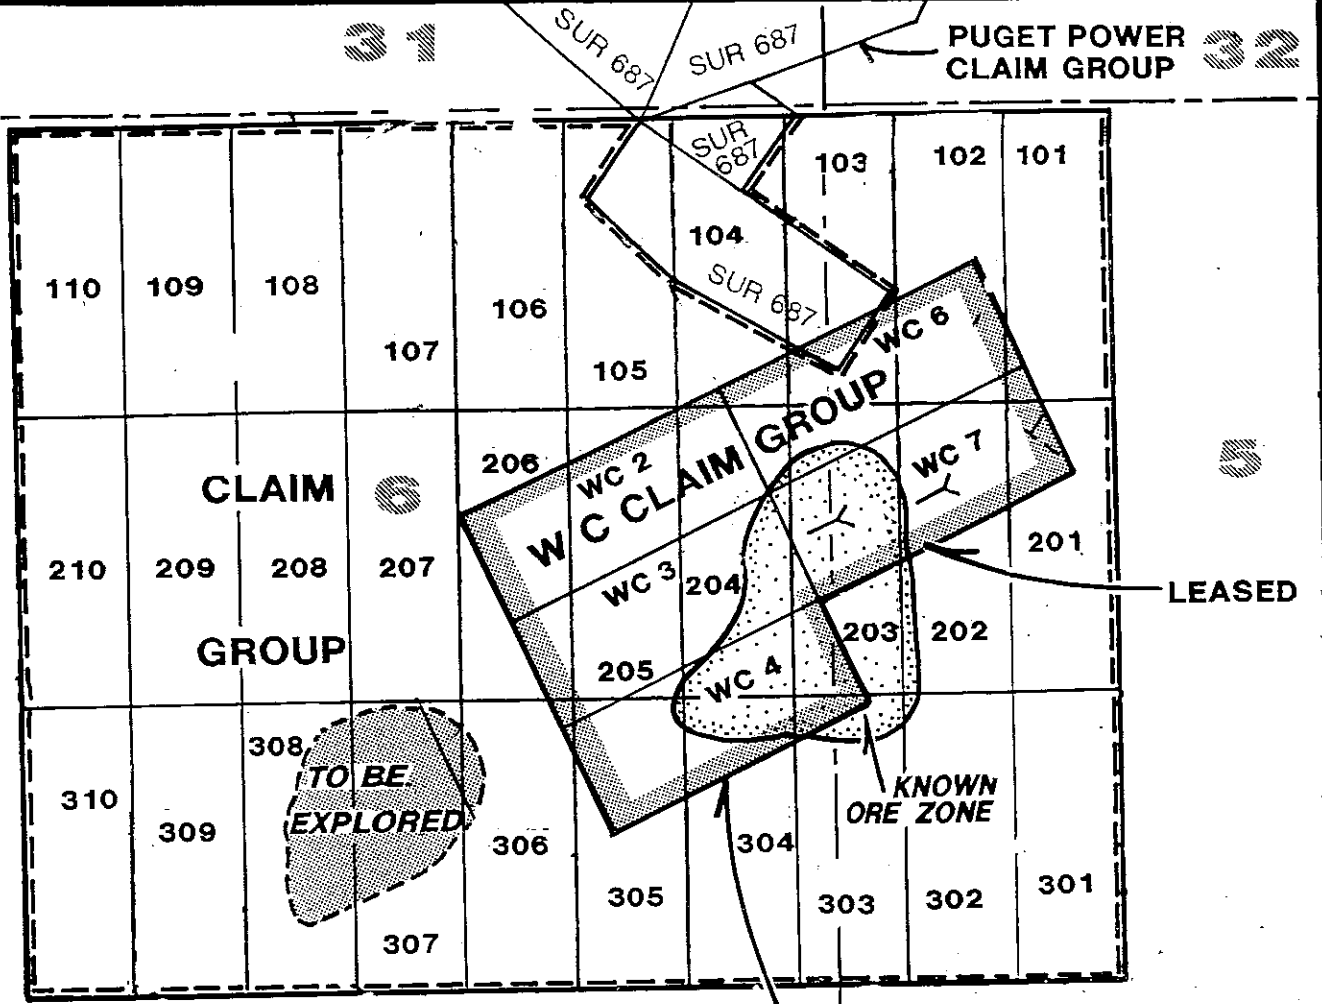 31
SUR 687
SUR 687
PUGET POWER
CLAIM GROUP
32
SUR
687
103
102
101
104
SUR 687
110
109
108
106
107
105
WC 6
206
WC 2
W C CLAIM GROUP
WC 7
CLAIM
6
5
210
209
208
207
WC 3
204
201
LEASED
GROUP
205
WC 4
203
202
308
TO BE
EXPLORED
310
309
306
KNOWN
ORE ZONE
304
305
303
302
301
307